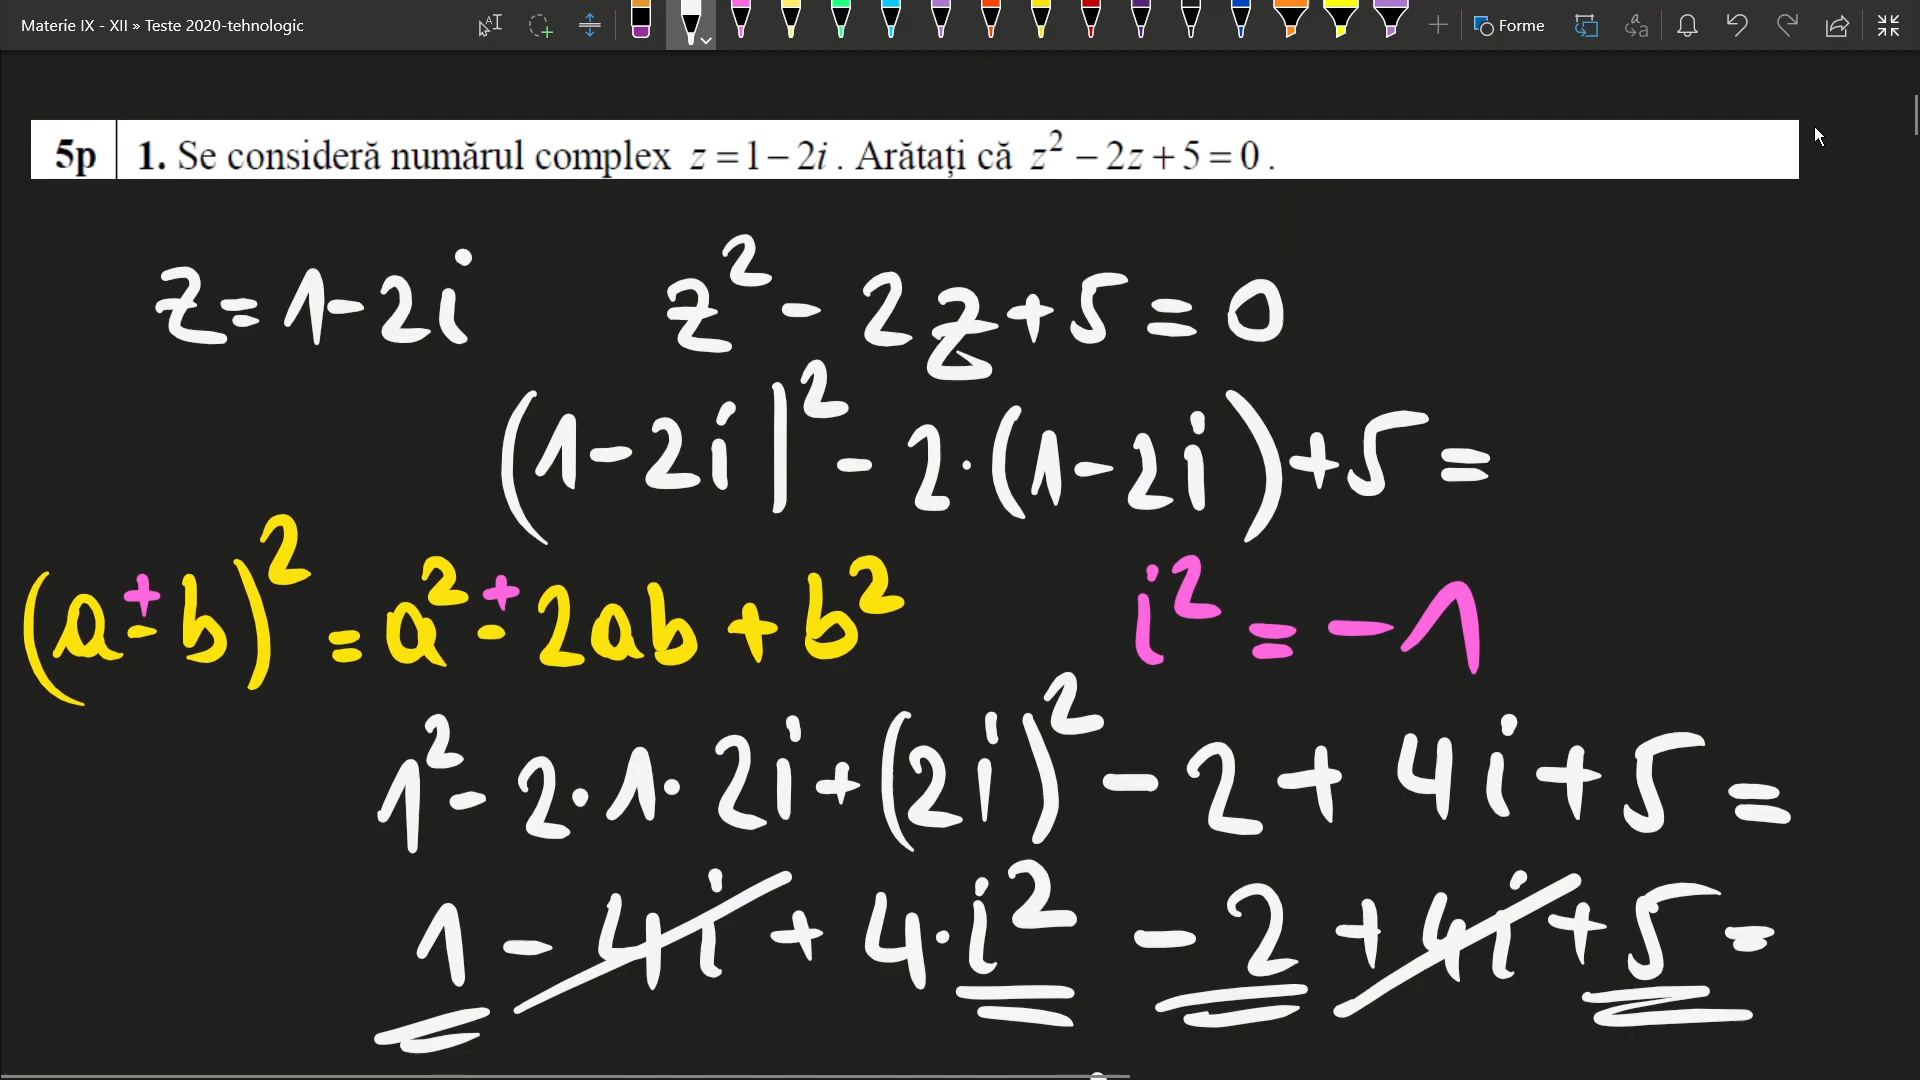 Materie IX - XII » Teste 2020-tehnologic Forme
5p 1. Se consideră numărul complex z = 1 − 2i . Arătați că z² − 2z + 5 = 0 .
z = 1 - 2i z² - 2z + 5 = 0
(1 - 2i)² - 2·(1 - 2i) + 5 =
(a ± b)² = a² ± 2ab + b² i² = -1
1² - 2·1·2i + (2i)² - 2 + 4i + 5 =
1 - 4i + 4·i² - 2 + 4i + 5 =